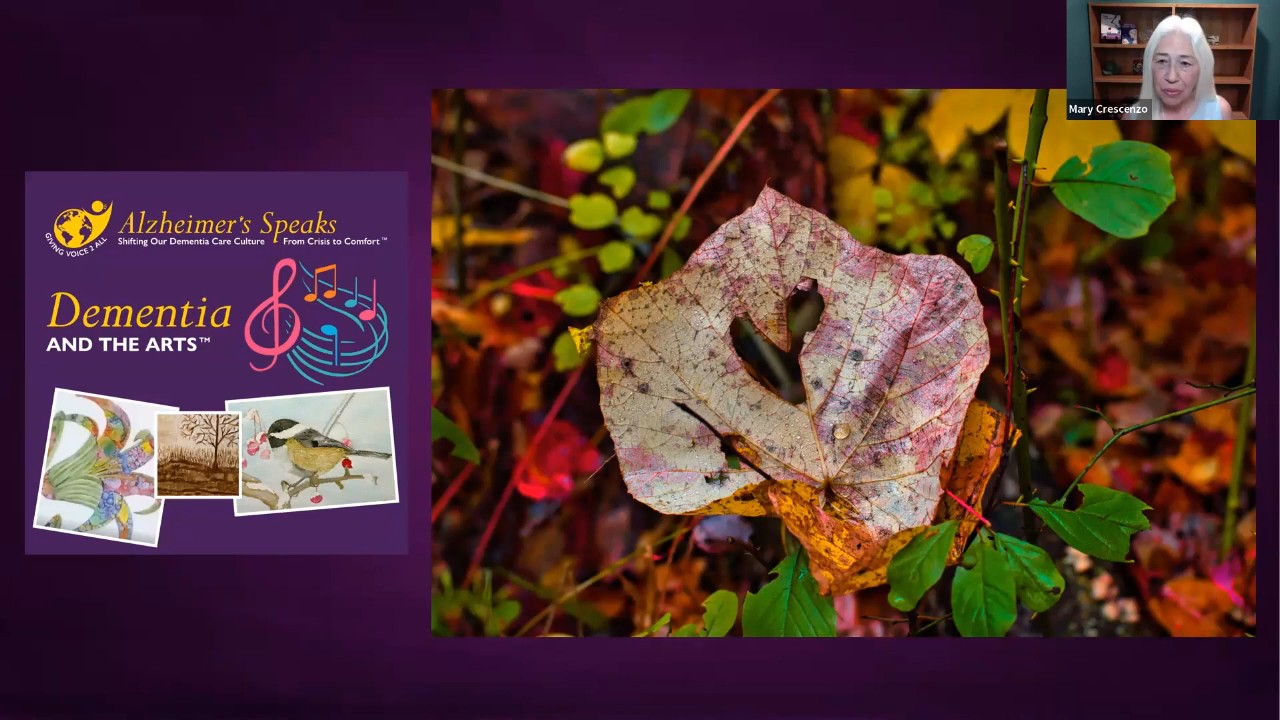 Mary Crescenzo
Alzheimer's Speaks
GIVING VOICE 2 ALL
Shifting Our Dementia Care Culture From Crisis to Comfort™
Dementia
AND THE ARTS™